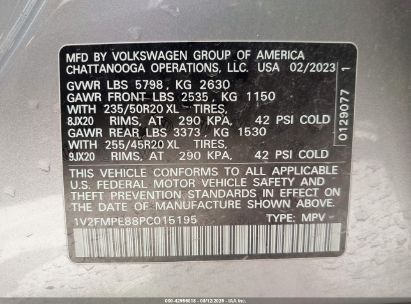 MFD BY VOLKSWAGEN GROUP OF AMERICA
CHATTANOOGA OPERATIONS, LLC. USA 02/2023
GVWR LBS 5798, KG 2630
GAWR FRONT LBS 2535, KG 1150
WITH 235/50R20 XL TIRES,
8JX20 RIMS, AT 290 KPA, 42 PSI COLD
GAWR REAR LBS 3373, KG 1530
WITH 255/45R20 XL TIRES,
9JX20 RIMS, AT 290 KPA, 42 PSI COLD
THIS VEHICLE CONFORMS TO ALL APPLICABLE
U.S. FEDERAL MOTOR VEHICLE SAFETY AND
THEFT PREVENTION STANDARDS IN EFFECT ON THE
DATE OF MANUFACTURE SHOWN ABOVE.
1V2FMPE88PC015195 TYPE: MPV
0129077 1